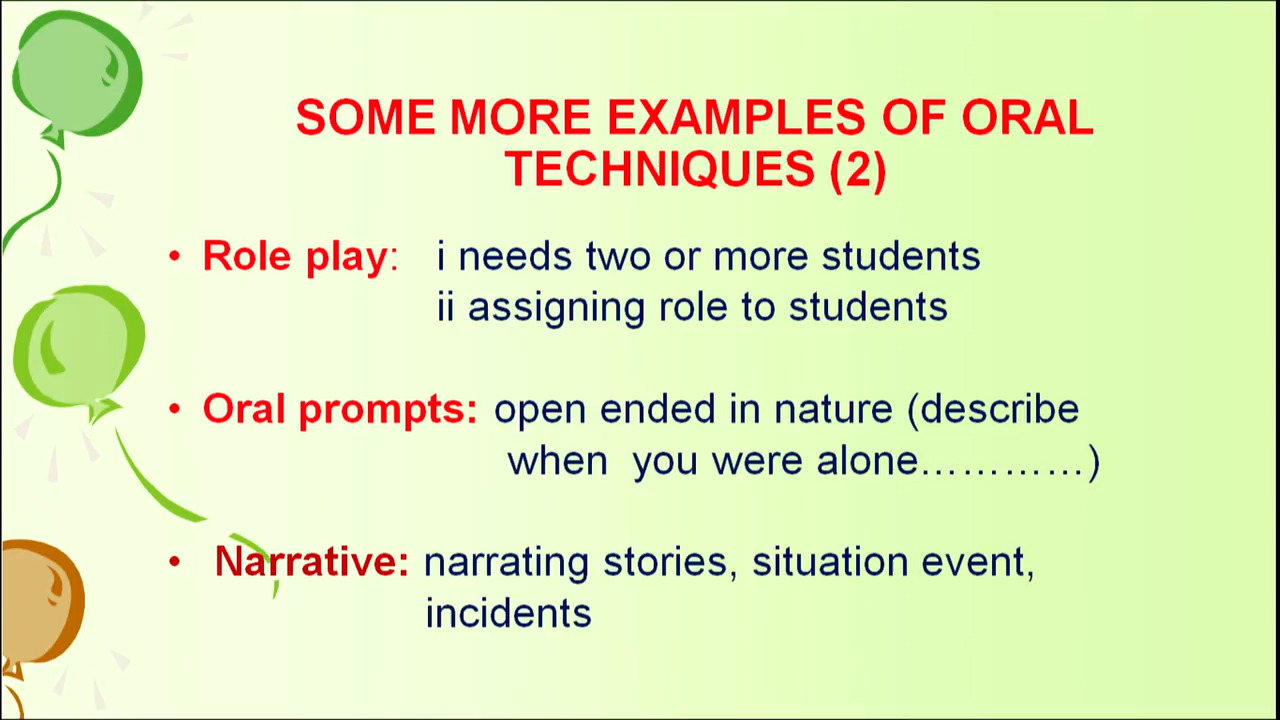 SOME MORE EXAMPLES OF ORAL
TECHNIQUES (2)
• Role play: i needs two or more students
ii assigning role to students
• Oral prompts: open ended in nature (describe
when you were alone…………)
• Narrative: narrating stories, situation event,
incidents